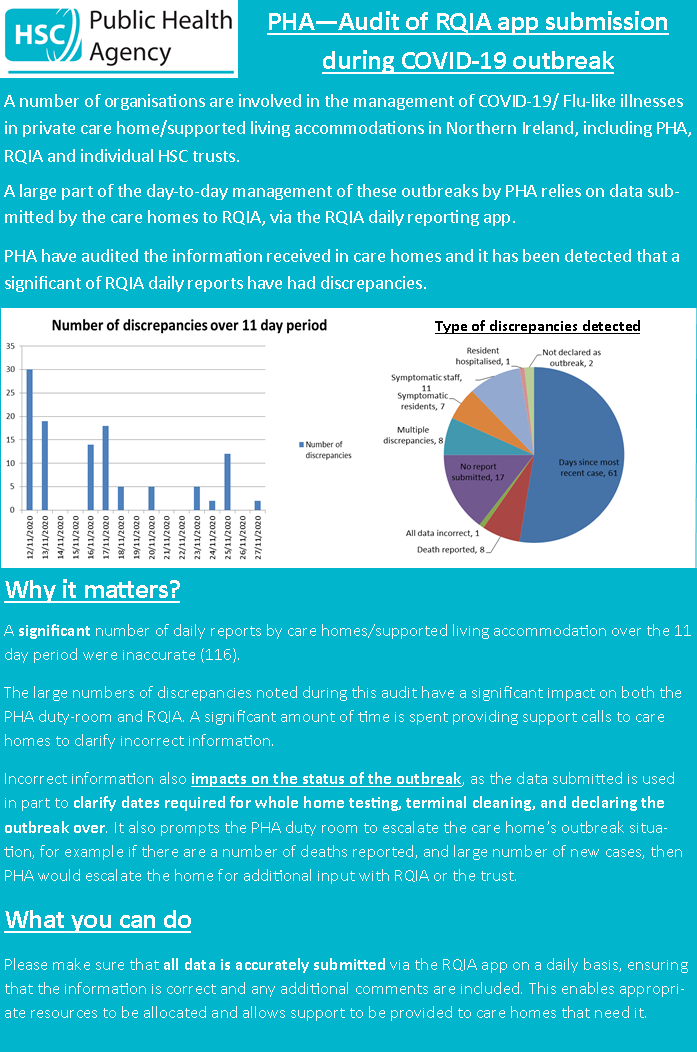 HSC Public Health
Agency
PHA—Audit of RQIA app submission
during COVID-19 outbreak
A number of organisations are involved in the management of COVID-19/ Flu-like illnesses
in private care home/supported living accommodations in Northern Ireland, including PHA,
RQIA and individual HSC trusts.
A large part of the day-to-day management of these outbreaks by PHA relies on data sub-
mitted by the care homes to RQIA, via the RQIA daily reporting app.
PHA have audited the information received in care homes and it has been detected that a
significant of RQIA daily reports have had discrepancies.
Number of discrepancies over 11 day period
35
30
25
20
15
10
5
0
12/11/2020
13/11/2020
14/11/2020
15/11/2020
16/11/2020
17/11/2020
18/11/2020
19/11/2020
20/11/2020
21/11/2020
22/11/2020
23/11/2020
24/11/2020
25/11/2020
26/11/2020
27/11/2020
Number of
discrepancies
Type of discrepancies detected
Resident
hospitalised, 1
Not declared as
outbreak, 2
Symptomatic staff,
11
Symptomatic
residents, 7
Multiple
discrepancies, 8
No report
submitted, 17
Days since most
recent case, 61
All data incorrect, 1
Death reported, 8
Why it matters?
A significant number of daily reports by care homes/supported living accommodation over the 11
day period were inaccurate (116).
The large numbers of discrepancies noted during this audit have a significant impact on both the
PHA duty-room and RQIA. A significant amount of time is spent providing support calls to care
homes to clarify incorrect information.
Incorrect information also impacts on the status of the outbreak, as the data submitted is used
in part to clarify dates required for whole home testing, terminal cleaning, and declaring the
outbreak over. It also prompts the PHA duty room to escalate the care home's outbreak situa-
tion, for example if there are a number of deaths reported, and large number of new cases, then
PHA would escalate the home for additional input with RQIA or the trust.
What you can do
Please make sure that all data is accurately submitted via the RQIA app on a daily basis, ensuring
that the information is correct and any additional comments are included. This enables appropri-
ate resources to be allocated and allows support to be provided to care homes that need it.